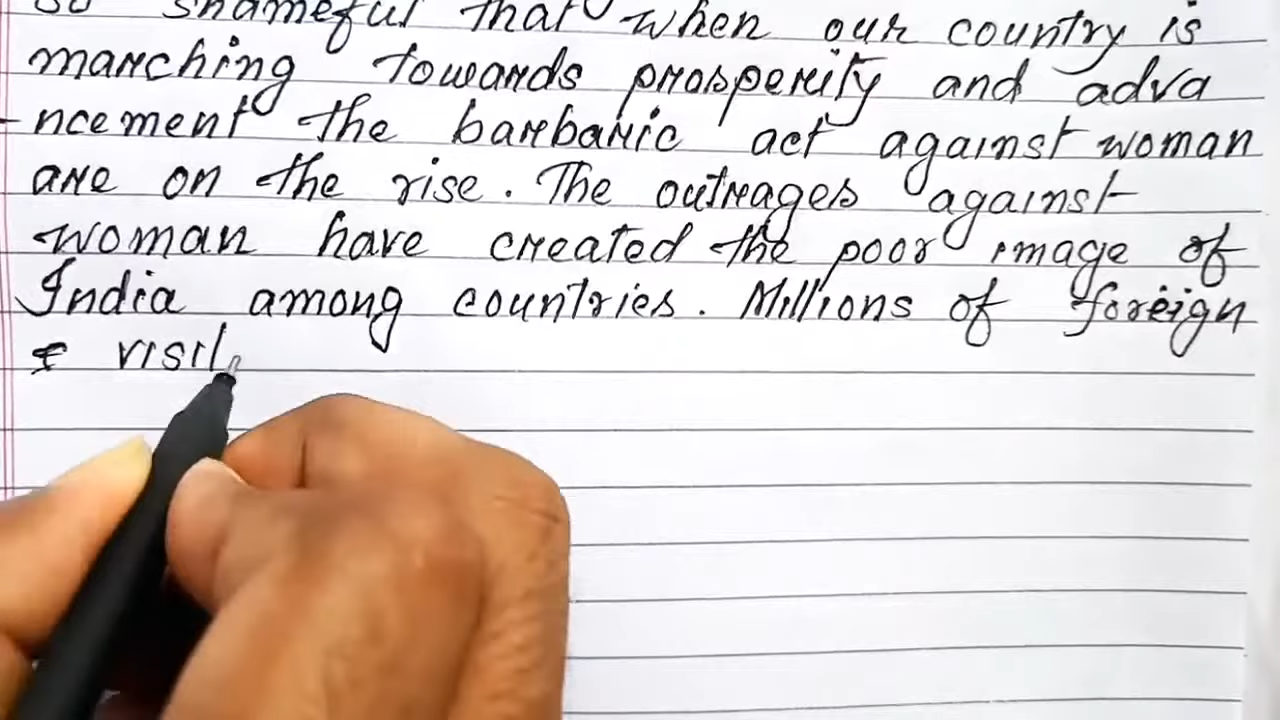 so shameful that when our country is
marching towards prosperity and adva
ncement the barbaric act against woman
are on the rise. The outrages against
woman have created the poor image of
India among countries. Millions of foreign
visit